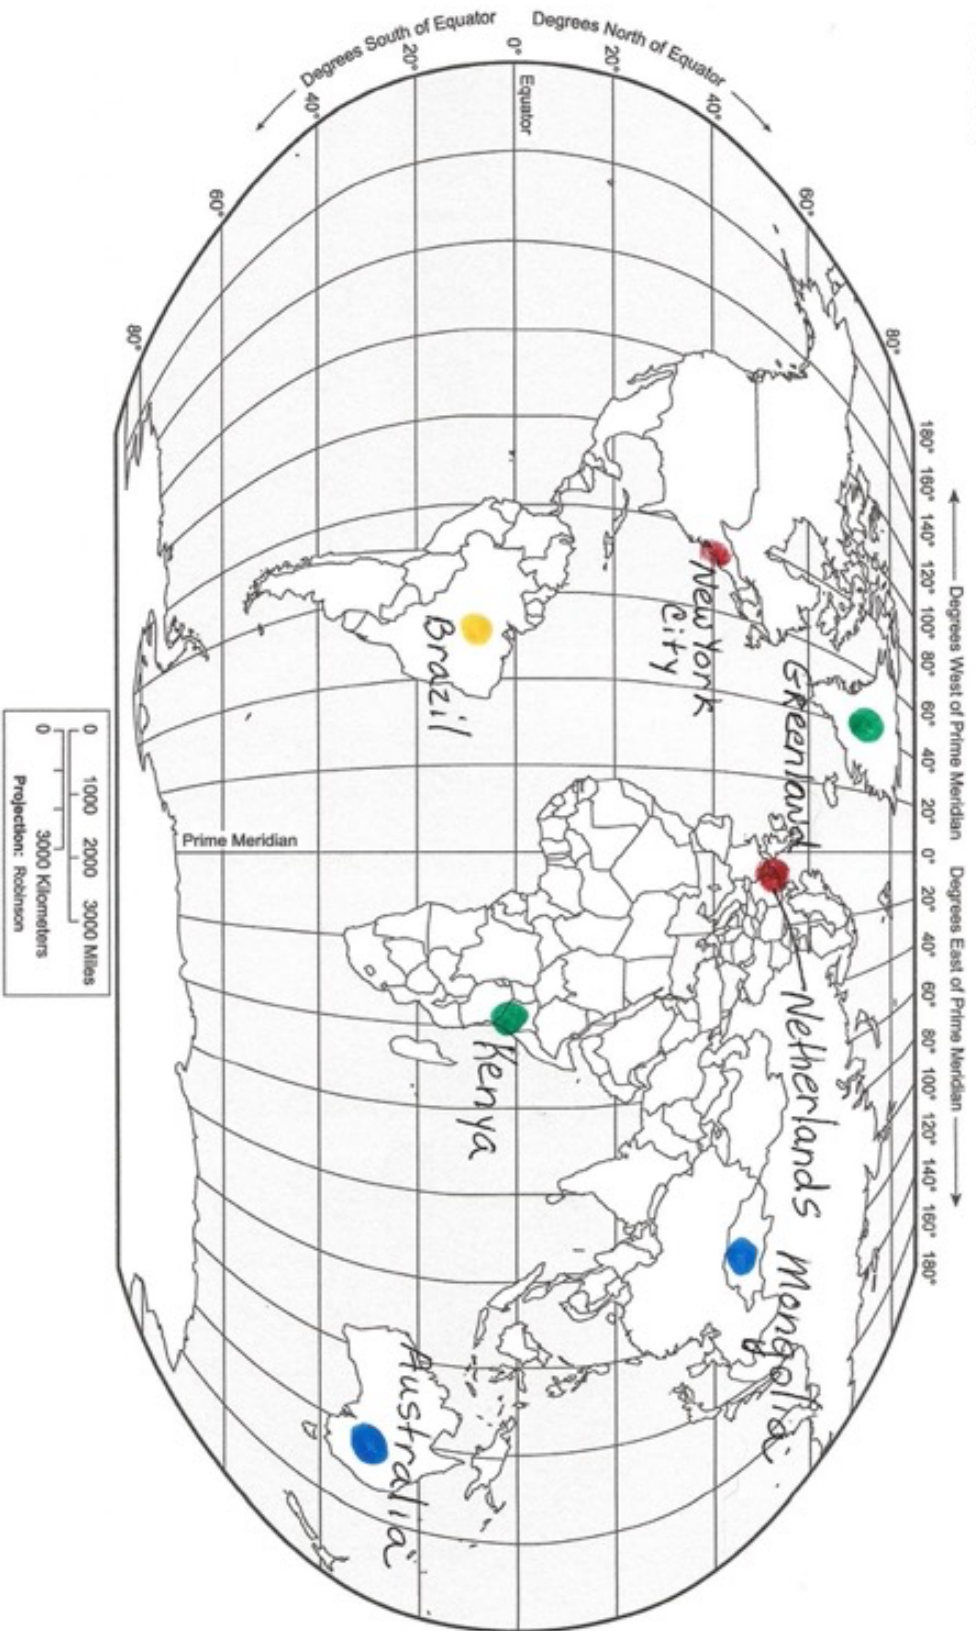 Degrees West of Prime Meridian Degrees East of Prime Meridian
180° 160° 140° 120° 100° 80° 60° 40° 20° 0° 20° 40° 60° 80° 100° 120° 140° 160° 180°
80°
80°
60°
60°
40°
40°
20°
20°
0°
Degrees North of Equator
Degrees South of Equator
Equator
Prime Meridian
Greenland
Netherlands
Mongolia
New York
City
Brazil
Kenya
Australia
0 1000 2000 3000 Miles
0 3000 Kilometers
Projection: Robinson